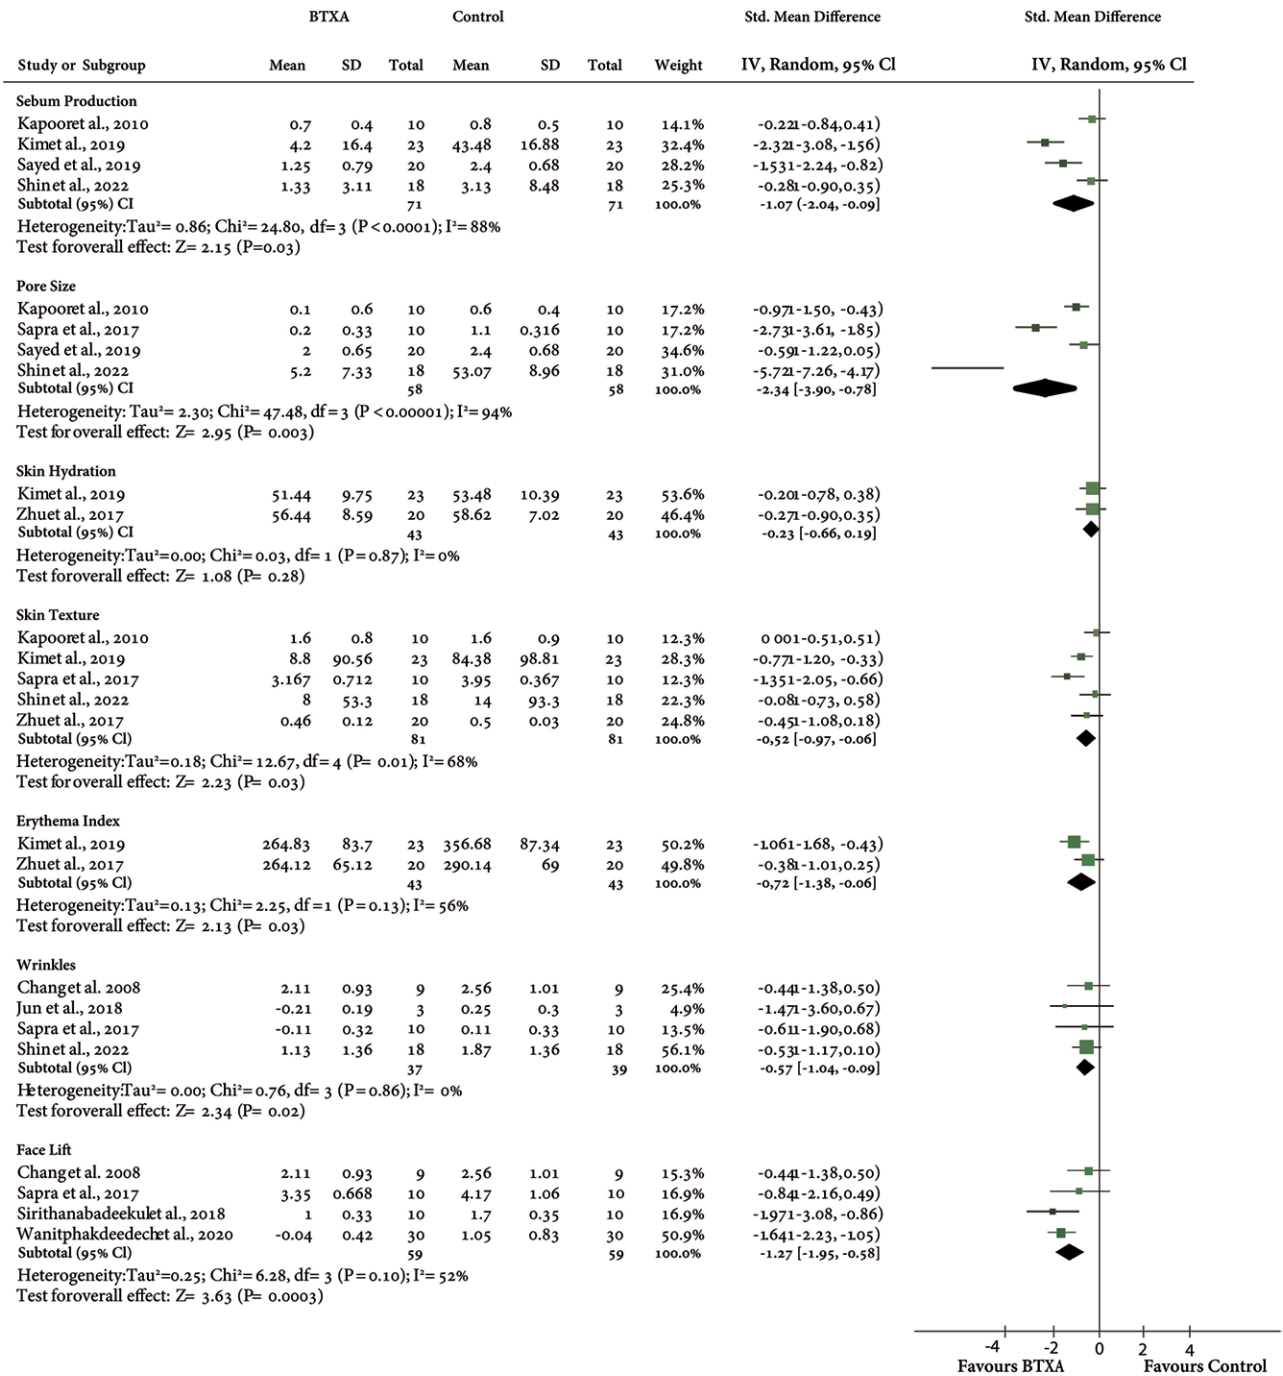 BTXA Control Std. Mean Difference Std. Mean Difference
Study or Subgroup Mean SD Total Mean SD Total Weight IV, Random, 95% Cl IV, Random, 95% Cl
Sebum Production
Kapooret al., 2010 0.7 0.4 10 0.8 0.5 10 14.1% -0.221-0.84,0.41)
Kimet al., 2019 4.2 16.4 23 43.48 16.88 23 32.4% -2.321-3.08, -1.56)
Sayed et al., 2019 1.25 0.79 20 2.4 0.68 20 28.2% -1.531-2.24, -0.82)
Shinet al., 2022 1.33 3.11 18 3.13 8.48 18 25.3% -0.281-0.90,0.35)
Subtotal (95%) CI 71 71 100.0% -1.07 (-2.04, -0.09]
Heterogeneity:Tau²= 0.86; Chi²= 24.80, df= 3 (P <0.0001); I²= 88%
Test foroverall effect: Z= 2.15 (P=0.03)
Pore Size
Kapooret al., 2010 0.1 0.6 10 0.6 0.4 10 17.2% -0.971-1.50, -0.43)
Sapra et al., 2017 0.2 0.33 10 1.1 0.316 10 17.2% -2.731-3.61, -1.85)
Sayed et al., 2019 2 0.65 20 2.4 0.68 20 34.6% -0.591-1.22,0.05)
Shinet al., 2022 5.2 7.33 18 53.07 8.96 18 31.0% -5.721-7.26, -4.17)
Subtotal (95%) CI 58 58 100.0% -2.34 [-3.90, -0.78]
Heterogeneity: Tau²= 2.30; Chi²= 47.48, df= 3 (P <0.00001); I²= 94%
Test foroverall effect: Z= 2.95 (P= 0.003)
Skin Hydration
Kimet al., 2019 51.44 9.75 23 53.48 10.39 23 53.6% -0.201-0.78, 0.38)
Zhuet al., 2017 56.44 8.59 20 58.62 7.02 20 46.4% -0.271-0.90,0.35)
Subtotal (95%) CI 43 43 100.0% -0.23 [-0.66, 0.19]
Heterogeneity:Tau²=0.00; Chi²= 0.03, df= 1 (P=0.87); I²= 0%
Test foroverall effect: Z= 1.08 (P= 0.28)
Skin Texture
Kapooret al., 2010 1.6 0.8 10 1.6 0.9 10 12.3% 0 001-0.51,0.51)
Kimet al., 2019 8.8 90.56 23 84.38 98.81 23 28.3% -0.771-1.20, -0.33)
Sapra et al., 2017 3.167 0.712 10 3.95 0.367 10 12.3% -1351-2.05, -0.66)
Shinet al., 2022 8 53.3 18 14 93.3 18 22.3% -0.081-0.73, 0.58)
Zhuet al., 2017 0.46 0.12 20 0.5 0.03 20 24.8% -0.451-1.08,0.18)
Subtotal (95% Cl) 81 81 100.0% -0,52 [-0.97, -0.06]
Heterogeneity:Tau²=0.18; Chi²= 12.67, df= 4 (P= 0.01); I²= 68%
Test foroverall effect: Z= 2.23 (P= 0.03)
Erythema Index
Kimet al., 2019 264.83 83.7 23 356.68 87.34 23 50.2% -1.061-1.68, -0.43)
Zhuet al., 2017 264.12 65.12 20 290.14 69 20 49.8% -0.381-1.01,0.25)
Subtotal (95% Cl) 43 43 100.0% -0,72 [-1.38, -0.06]
Heterogeneity:Tau²=0.13; Chi²= 2.25, df=1 (P=0.13); I²= 56%
Test foroverall effect: Z= 2.13 (P= 0.03)
Wrinkles
Changet al. 2008 2.11 0.93 9 2.56 1.01 9 25.4% -0.441-1.38,0.50)
Jun et al., 2018 -0.21 0.19 3 0.25 0.3 3 4.9% -1.471-3.60,0.67)
Sapra et al., 2017 -0.11 0.32 10 0.11 0.33 10 13.5% -0.611-1.90,0.68)
Shinet al., 2022 1.13 1.36 18 1.87 1.36 18 56.1% -0.531-1.17,0.10)
Subtotal (95% Cl) 37 39 100.0% -0.57 [-1.04, -0.09]
Heterogeneity:Tau²= 0.00; Chi²= 0.76, df= 3 (P= 0.86); I²= 0%
Test foroverall effect: Z= 2.34 (P= 0.02)
Face Lift
Changet al. 2008 2.11 0.93 9 2.56 1.01 9 15.3% -0.441-1.38,0.50)
Sapra et al., 2017 3.35 0.668 10 4.17 1.06 10 16.9% -0.841-2.16,0.49)
Sirithanabadeekulet al., 2018 1 0.33 10 1.7 0.35 10 16.9% -1.971-3.08, -0.86)
Wanitphakdeedechet al., 2020 -0.04 0.42 30 1.05 0.83 30 50.9% -1.641-2.23, -1.05)
Subtotal (95% Cl) 59 59 100.0% -1.27 [-1.95, -0.58]
Heterogeneity:Tau²=0.25; Chi²= 6.28, df= 3 (P=0.10); I²= 52%
Test foroverall effect: Z= 3.63 (P= 0.0003)
-4 -2 0 2 4
Favours BTXA Favours Control